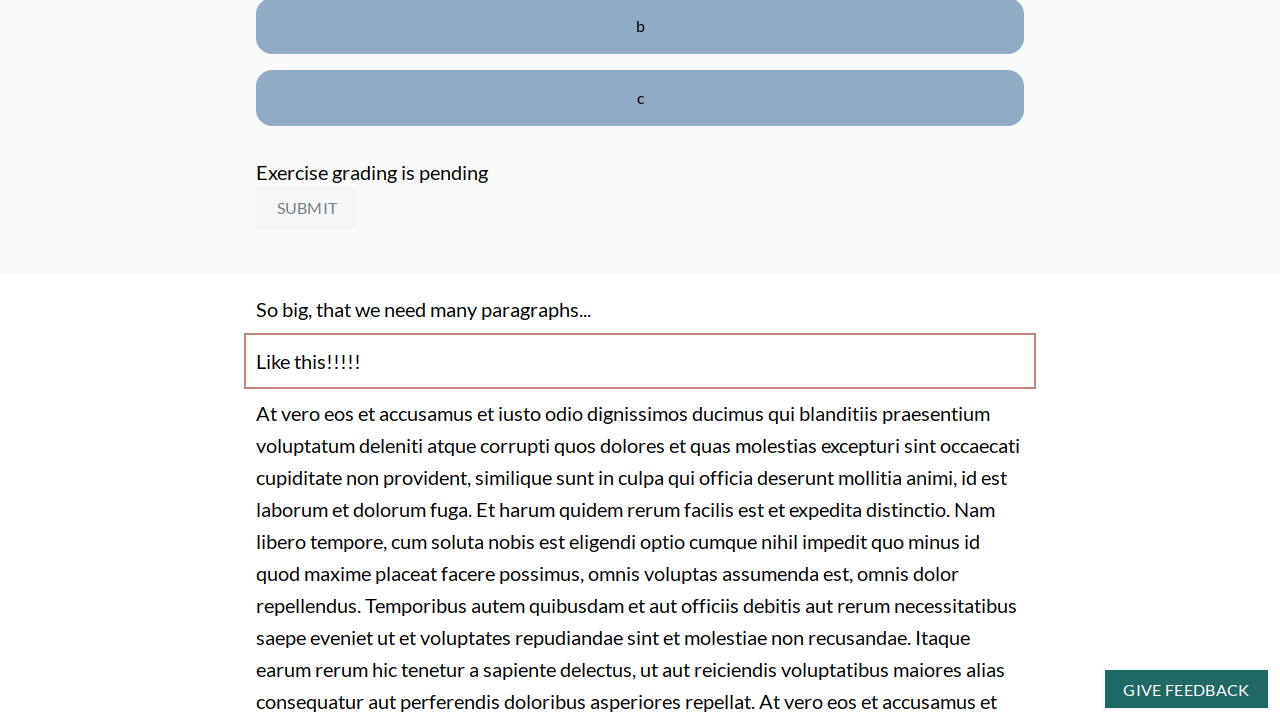 b
c
Exercise grading is pending
SUBMIT
So big, that we need many paragraphs...
Like this!!!!!
At vero eos et accusamus et iusto odio dignissimos ducimus qui blanditiis praesentium
voluptatum deleniti atque corrupti quos dolores et quas molestias excepturi sint occaecati
cupiditate non provident, similique sunt in culpa qui officia deserunt mollitia animi, id est
laborum et dolorum fuga. Et harum quidem rerum facilis est et expedita distinctio. Nam
libero tempore, cum soluta nobis est eligendi optio cumque nihil impedit quo minus id
quod maxime placeat facere possimus, omnis voluptas assumenda est, omnis dolor
repellendus. Temporibus autem quibusdam et aut officiis debitis aut rerum necessitatibus
saepe eveniet ut et voluptates repudiandae sint et molestiae non recusandae. Itaque
earum rerum hic tenetur a sapiente delectus, ut aut reiciendis voluptatibus maiores alias
consequatur aut perferendis doloribus asperiores repellat. At vero eos et accusamus et
GIVE FEEDBACK